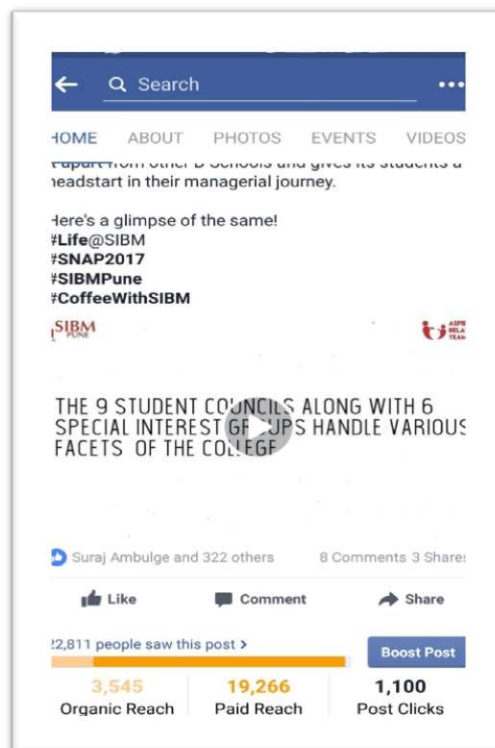 Search
HOME ABOUT PHOTOS EVENTS VIDEOS
t apart from other B Schools and gives its students a
headstart in their managerial journey.
Here's a glimpse of the same!
#Life@SIBM
#SNAP2017
#SIBMPune
#CoffeeWithSIBM
SIBM
PUNE
THE 9 STUDENT COUNCILS ALONG WITH 6
SPECIAL INTEREST GROUPS HANDLE VARIOUS
FACETS OF THE COLLEGE
Suraj Ambulge and 322 others 8 Comments 3 Shares
Like Comment Share
22,811 people saw this post >
Boost Post
3,545 19,266 1,100
Organic Reach Paid Reach Post Clicks